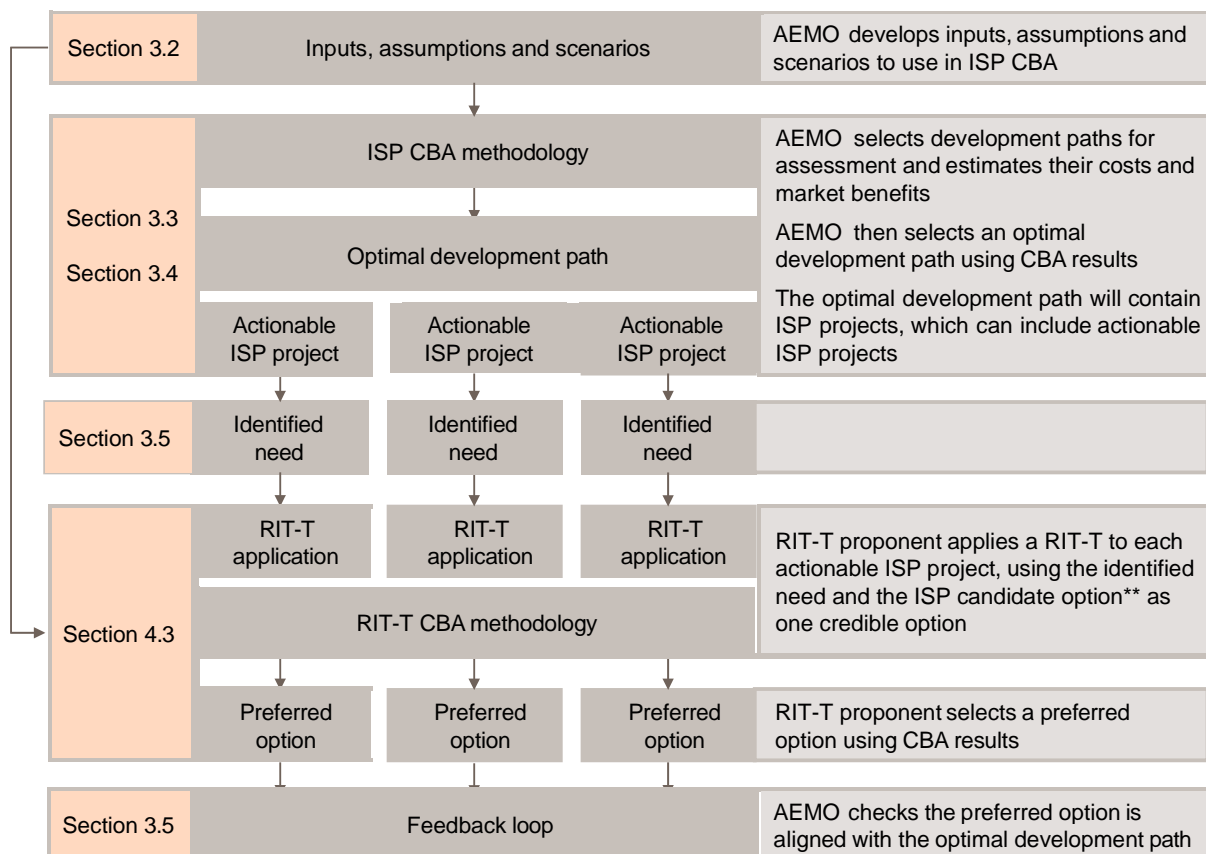 Section 3.2
Inputs, assumptions and scenarios
AEMO develops inputs, assumptions and
scenarios to use in ISP CBA
Section 3.3
Section 3.4
ISP CBA methodology
Optimal development path
AEMO selects development paths for
assessment and estimates their costs and
market benefits
AEMO then selects an optimal
development path using CBA results
The optimal development path will contain
ISP projects, which can include actionable
ISP projects
Actionable
ISP project
Actionable
ISP project
Actionable
ISP project
Section 3.5
Identified
need
Identified
need
Identified
need
Section 4.3
RIT-T
application
RIT-T
application
RIT-T
application
RIT-T CBA methodology
RIT-T proponent applies a RIT-T to each
actionable ISP project, using the identified
need and the ISP candidate option** as
one credible option
Preferred
option
Preferred
option
Preferred
option
RIT-T proponent selects a preferred
option using CBA results
Section 3.5
Feedback loop
AEMO checks the preferred option is
aligned with the optimal development path